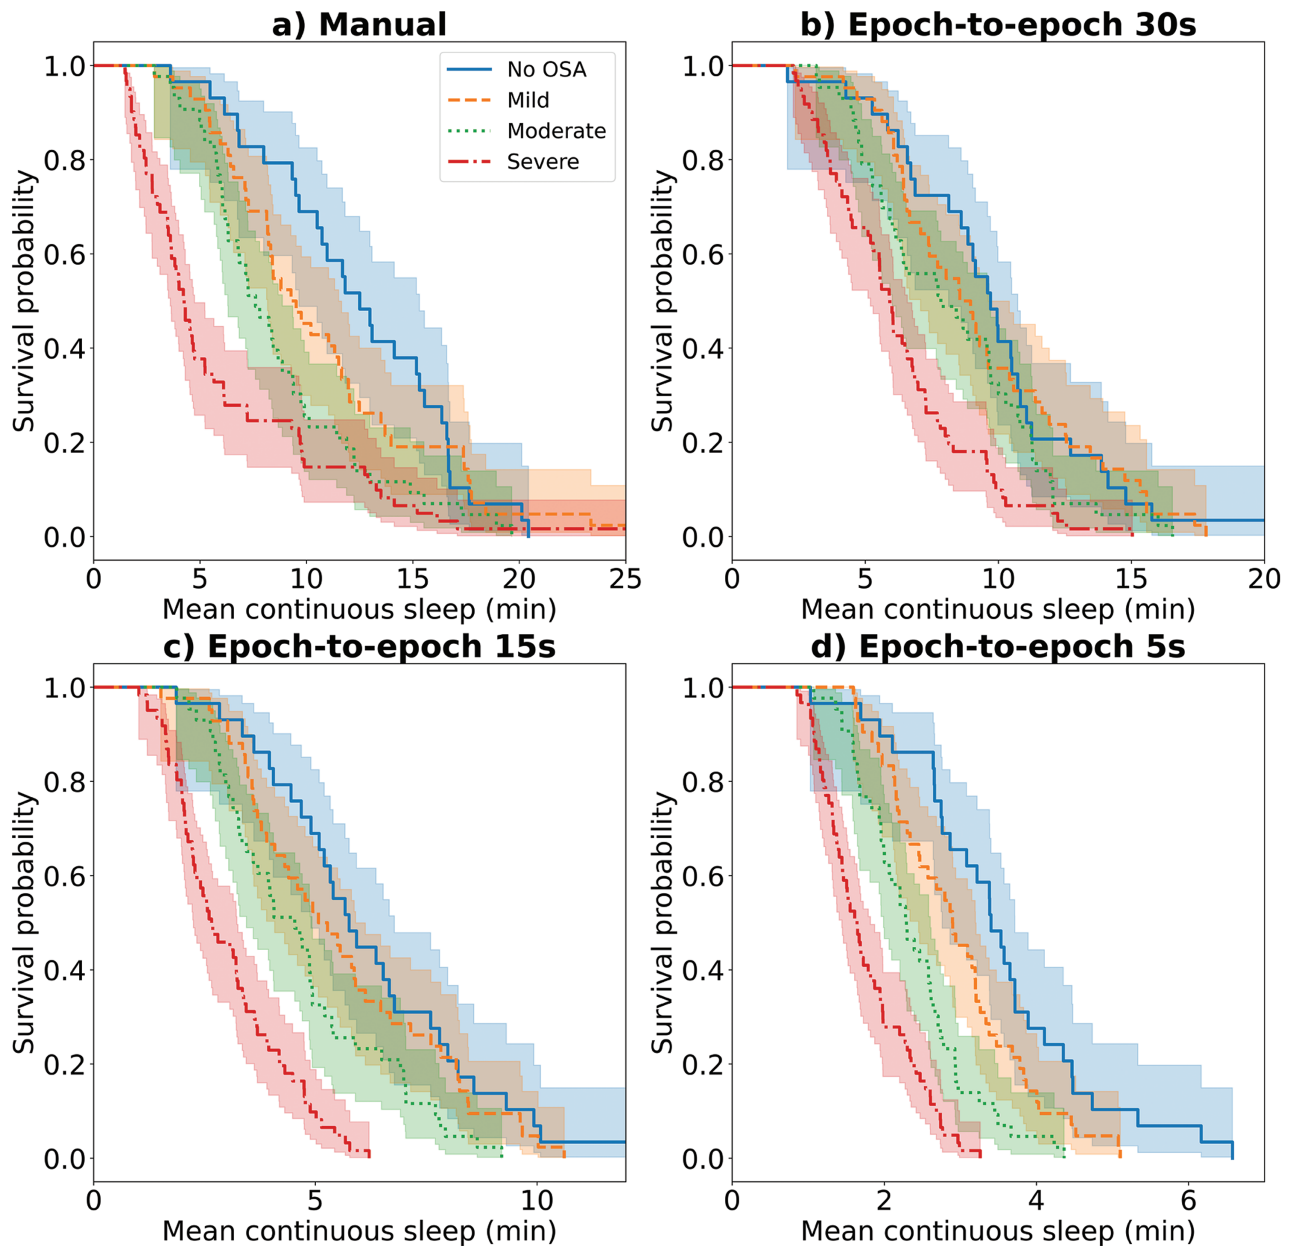 a) Manual
b) Epoch-to-epoch 30s
No OSA
Mild
Moderate
Severe
Survival probability
1.0
0.8
0.6
0.4
0.2
0.0
0 5 10 15 20 25
Mean continuous sleep (min)
Survival probability
1.0
0.8
0.6
0.4
0.2
0.0
0 5 10 15 20
Mean continuous sleep (min)
c) Epoch-to-epoch 15s
d) Epoch-to-epoch 5s
Survival probability
1.0
0.8
0.6
0.4
0.2
0.0
0 5 10
Mean continuous sleep (min)
Survival probability
1.0
0.8
0.6
0.4
0.2
0.0
0 2 4 6
Mean continuous sleep (min)